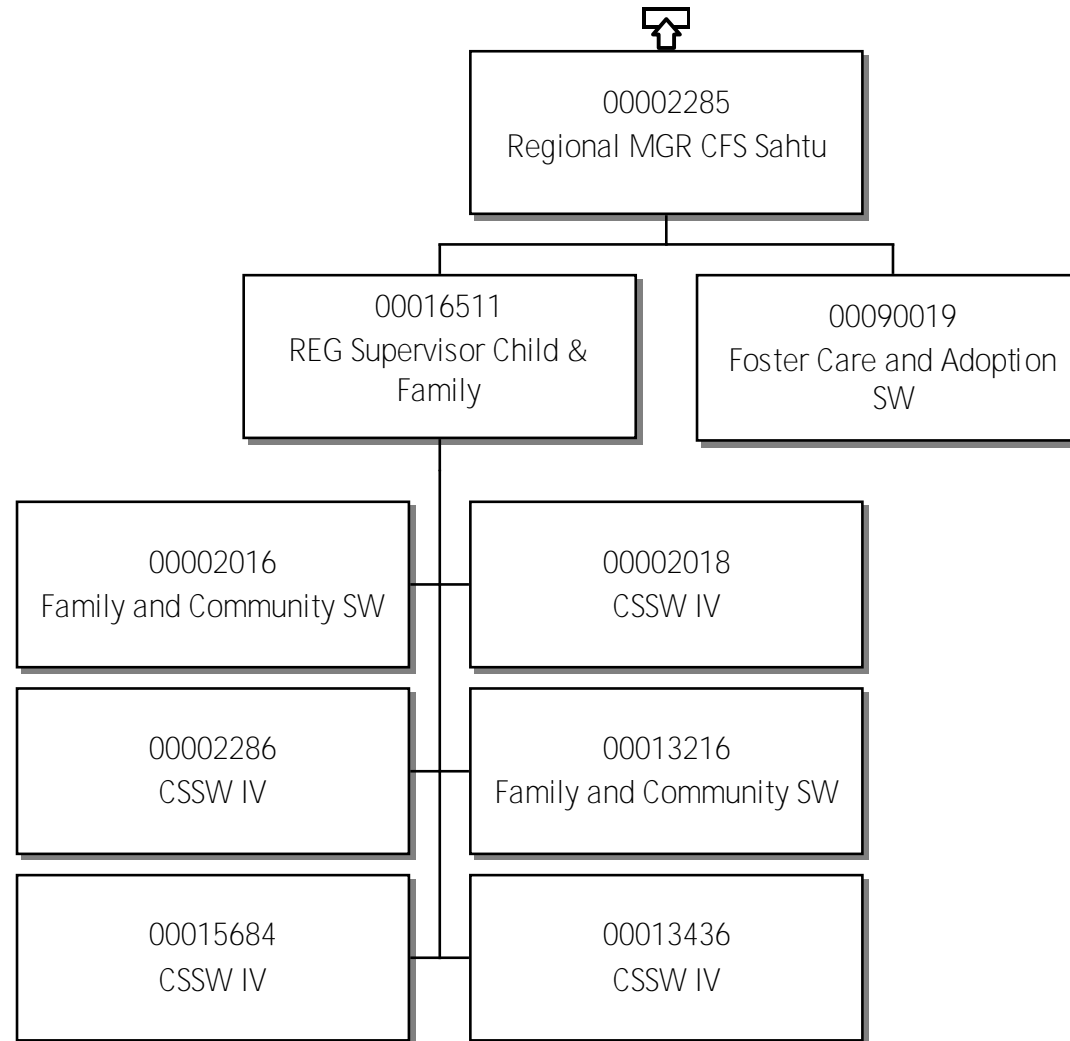 00002285
Regional MGR CFS Sahtu
00016511
REG Supervisor Child &
Family
00090019
Foster Care and Adoption
SW
00002016
Family and Community SW
00002018
CSSW IV
00002286
CSSW IV
00013216
Family and Community SW
00015684
CSSW IV
00013436
CSSW IV